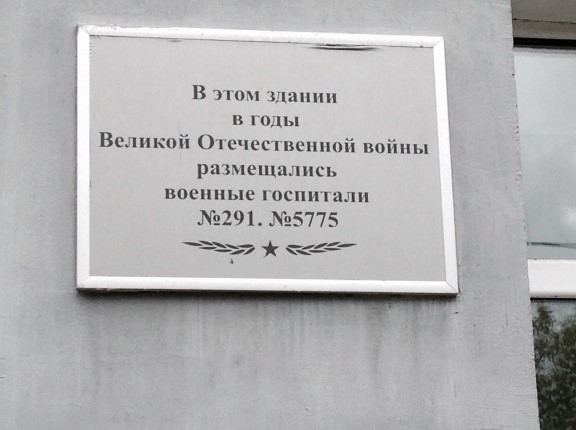 В этом здании
в годы
Великой Отечественной войны
размещались
военные госпитали
№291. №5775